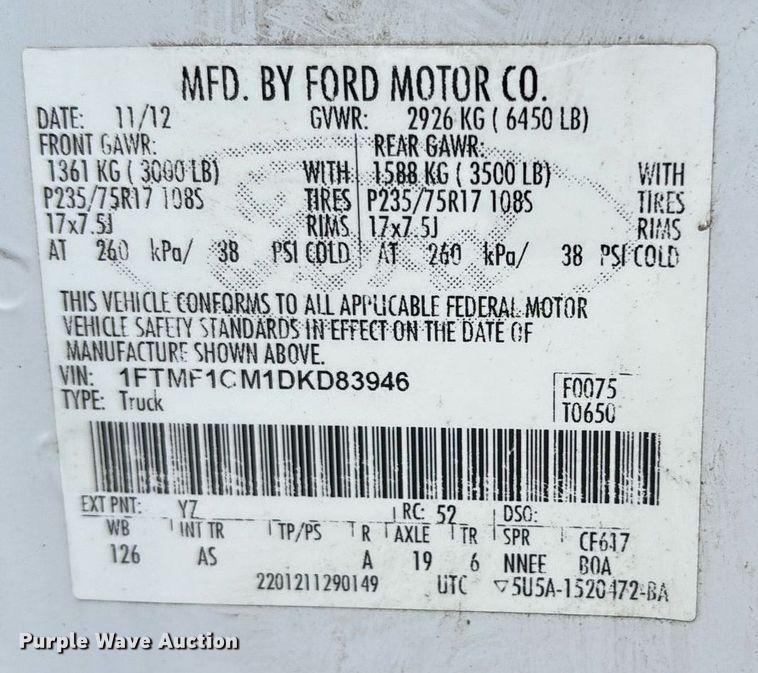 MFD. BY FORD MOTOR CO.
DATE: 11/12 GVWR: 2926 KG ( 6450 LB)
FRONT GAWR: REAR GAWR:
1361 KG ( 3000 LB) WITH 1588 KG ( 3500 LB) WITH
P235/75R17 108S TIRES P235/75R17 108S TIRES
17x7.5J RIMS 17x7.5J RIMS
AT 260 kPa/ 38 PSI COLD AT 260 kPa/ 38 PSI COLD
THIS VEHICLE CONFORMS TO ALL APPLICABLE FEDERAL MOTOR
VEHICLE SAFETY STANDARDS IN EFFECT ON THE DATE OF
MANUFACTURE SHOWN ABOVE.
VIN: 1FTMF1CM1DKD83946 F0075
TYPE: Truck T0650
EXT PNT: YZ RC: 52 DSO:
WB INT TR TP/PS R AXLE TR SPR CF617
126 AS A 19 6 NNEE BOA
2201211290149 UTC ▽5U5A-1520472-BA
Purple Wave Auction